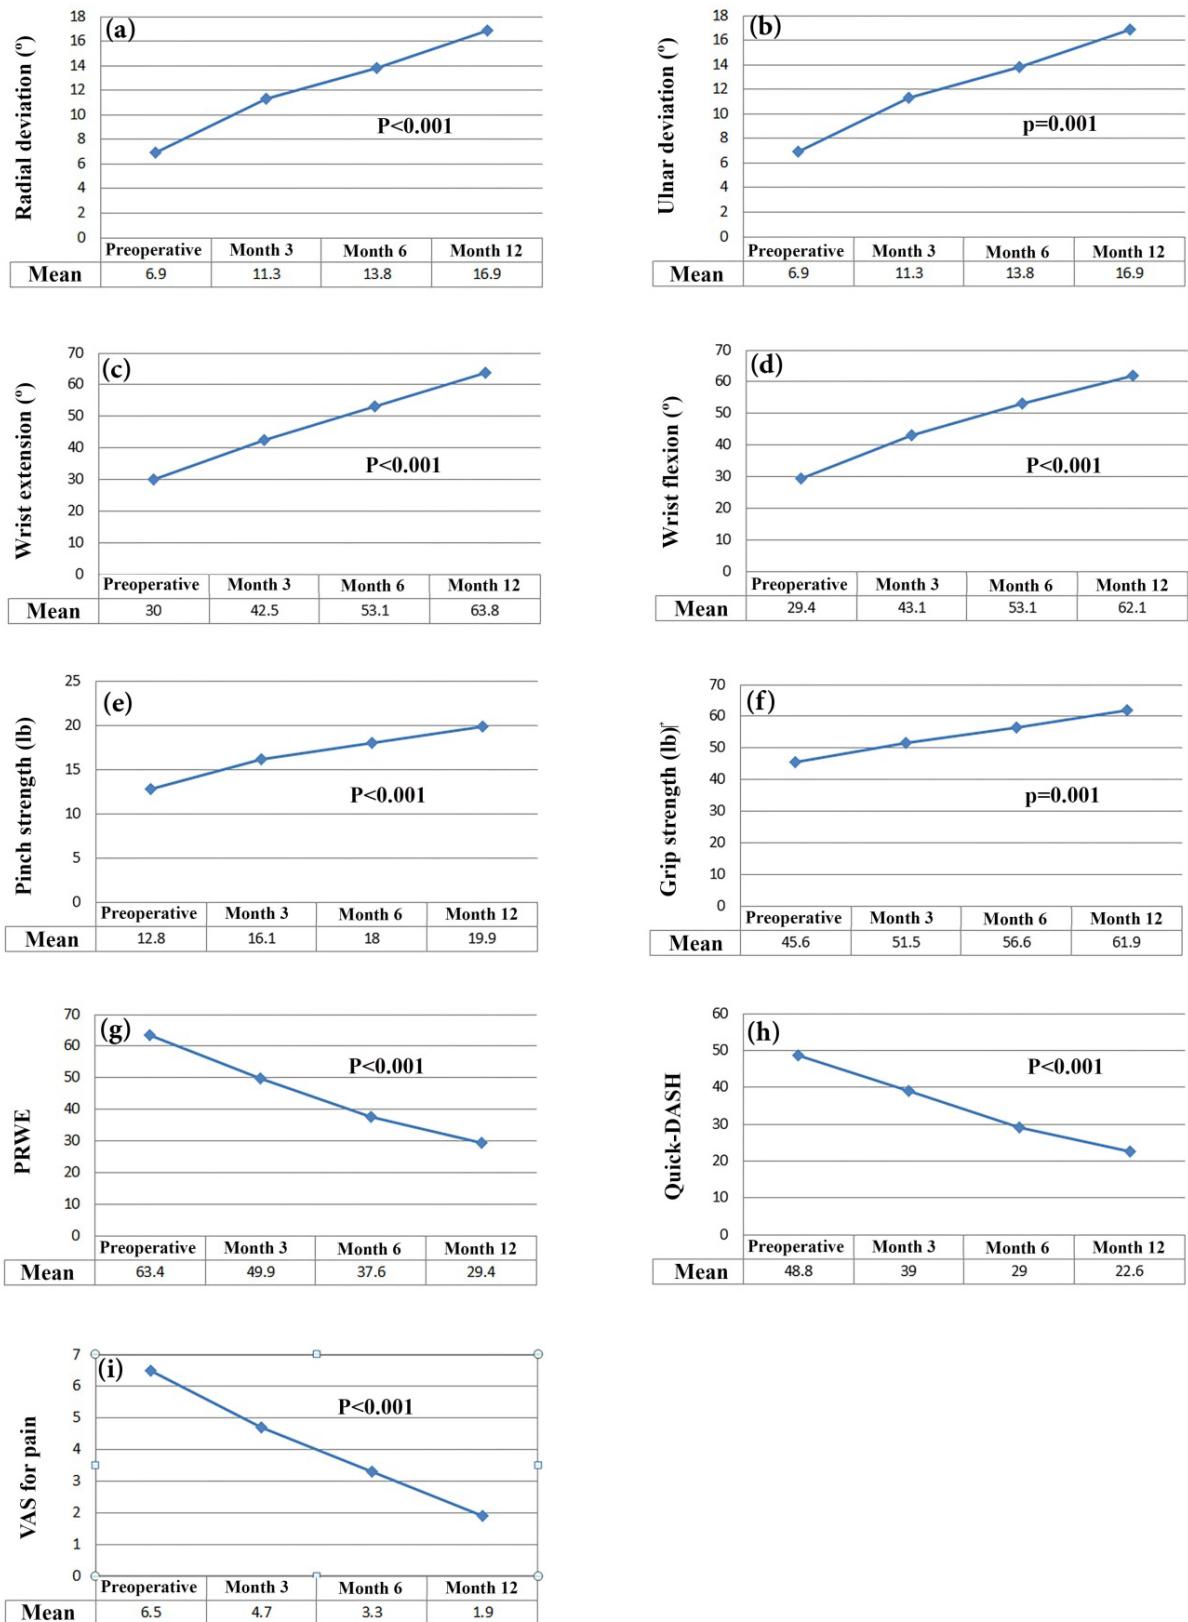 (a)
Radial deviation (º)
18
16
14
12
10
8
6
4
2
0
P<0.001
Preoperative Month 3 Month 6 Month 12
Mean 6.9 11.3 13.8 16.9
(b)
Ulnar deviation (º)
18
16
14
12
10
8
6
4
2
0
p=0.001
Preoperative Month 3 Month 6 Month 12
Mean 6.9 11.3 13.8 16.9
(c)
Wrist extension (º)
70
60
50
40
30
20
10
0
P<0.001
Preoperative Month 3 Month 6 Month 12
Mean 30 42.5 53.1 63.8
(d)
Wrist flexion (º)
70
60
50
40
30
20
10
0
P<0.001
Preoperative Month 3 Month 6 Month 12
Mean 29.4 43.1 53.1 62.1
(e)
Pinch strength (lb)
25
20
15
10
5
0
P<0.001
Preoperative Month 3 Month 6 Month 12
Mean 12.8 16.1 18 19.9
(f)
Grip strength (lb)
70
60
50
40
30
20
10
0
p=0.001
Preoperative Month 3 Month 6 Month 12
Mean 45.6 51.5 56.6 61.9
(g)
PRWE
70
60
50
40
30
20
10
0
P<0.001
Preoperative Month 3 Month 6 Month 12
Mean 63.4 49.9 37.6 29.4
(h)
Quick-DASH
60
50
40
30
20
10
0
P<0.001
Preoperative Month 3 Month 6 Month 12
Mean 48.8 39 29 22.6
(i)
VAS for pain
7
6
5
4
3
2
1
0
P<0.001
Preoperative Month 3 Month 6 Month 12
Mean 6.5 4.7 3.3 1.9